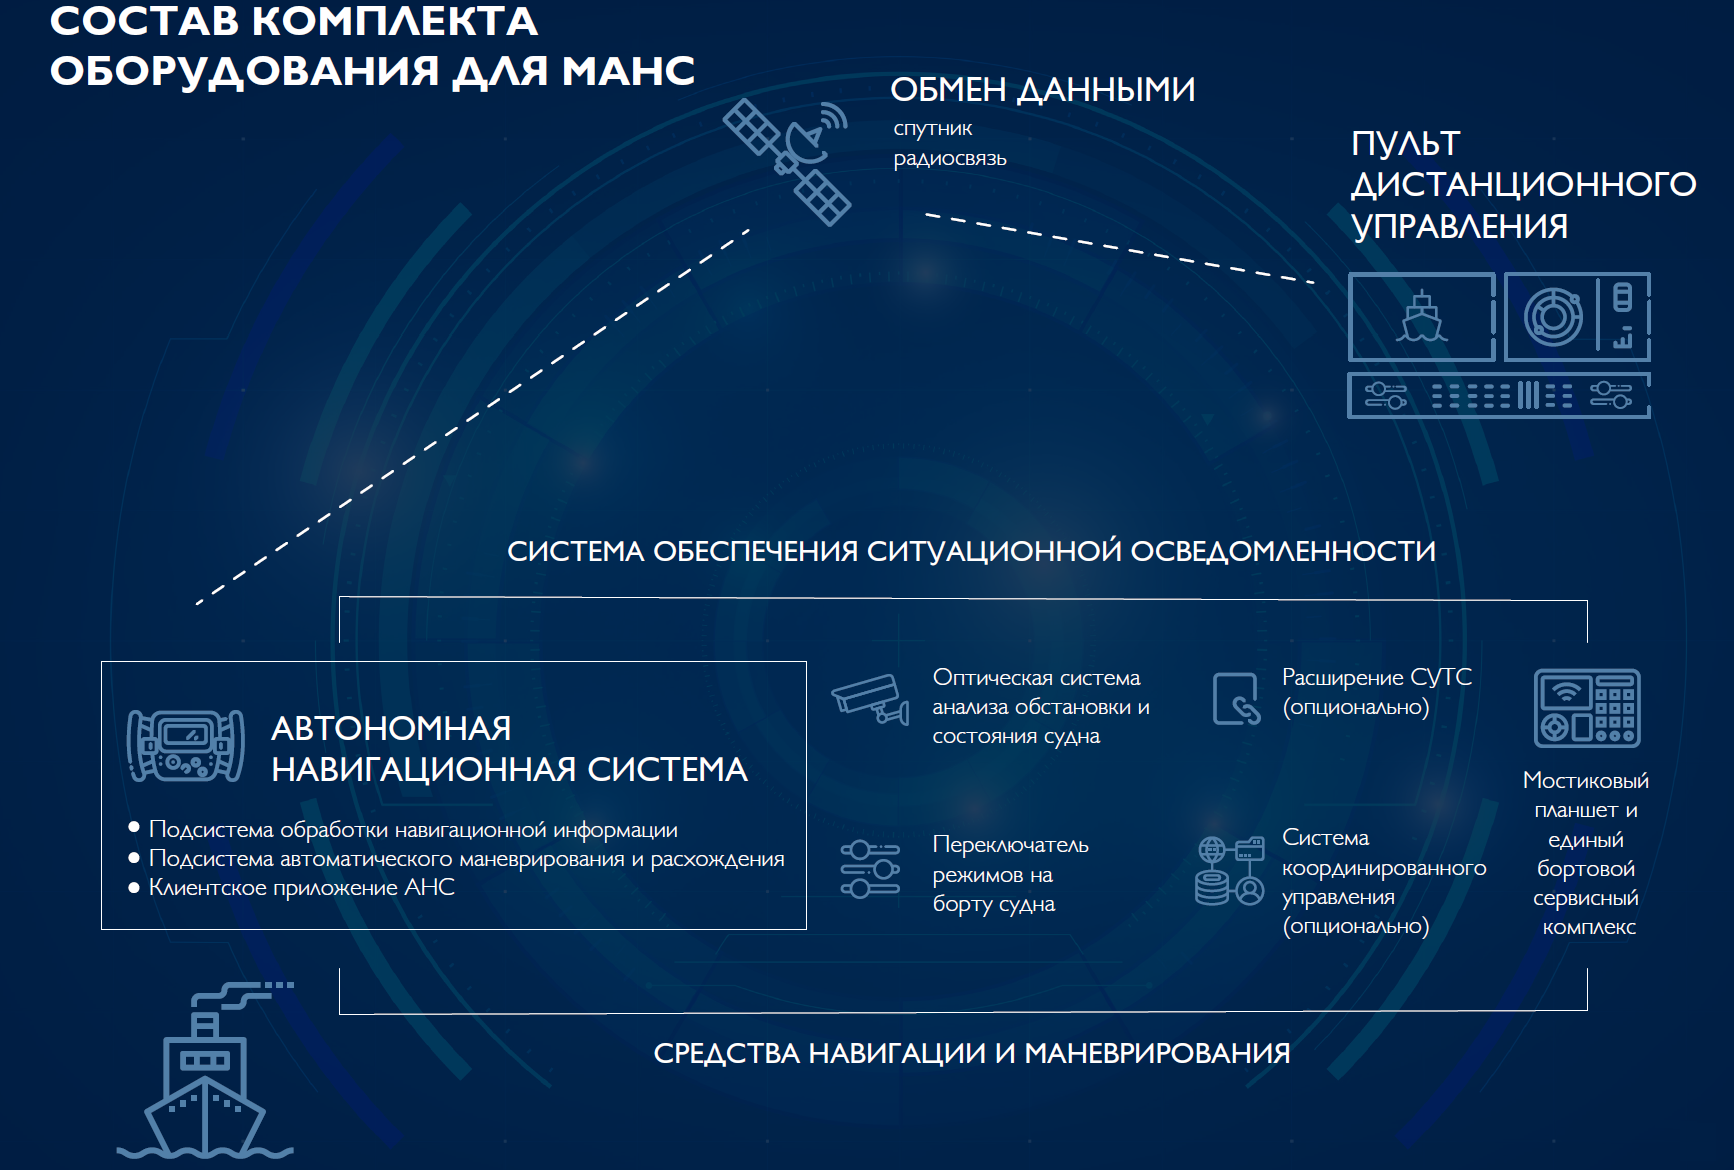 СОСТАВ КОМПЛЕКТА
ОБОРУДОВАНИЯ ДЛЯ МАНС
ОБМЕН ДАННЫМИ
спутник
радиосвязь
ПУЛЬТ
ДИСТАНЦИОННОГО
УПРАВЛЕНИЯ
СИСТЕМА ОБЕСПЕЧЕНИЯ СИТУАЦИОННОЙ ОСВЕДОМЛЕННОСТИ
АВТОНОМНАЯ
НАВИГАЦИОННАЯ СИСТЕМА
● Подсистема обработки навигационной информации
● Подсистема автоматического маневрирования и расхождения
● Клиентское приложение АНС
Оптическая система
анализа обстановки и
состояния судна
Переключатель
режимов на
борту судна
Расширение СУТС
(опционально)
Система
координированного
управления
(опционально)
Мостиковый
планшет и
единый
бортовой
сервисный
комплекс
СРЕДСТВА НАВИГАЦИИ И МАНЕВРИРОВАНИЯ